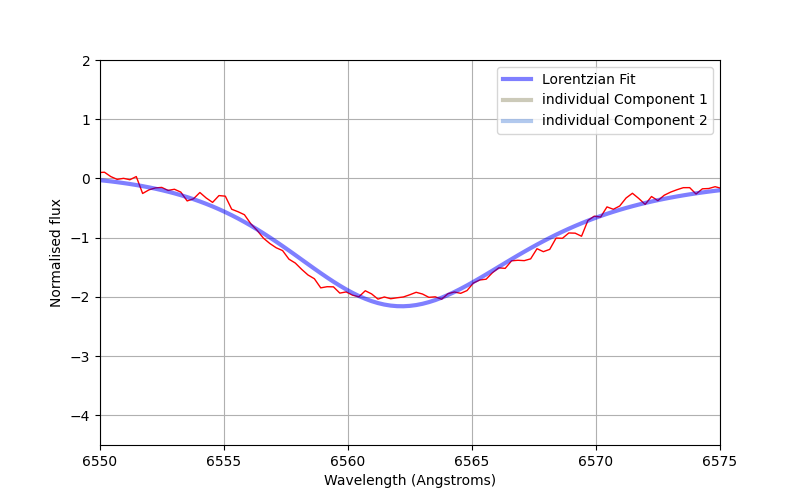 2
1
0
−1
−2
−3
−4
Normalised flux
Lorentzian Fit
individual Component 1
individual Component 2
6550 6555 6560 6565 6570 6575
Wavelength (Angstroms)